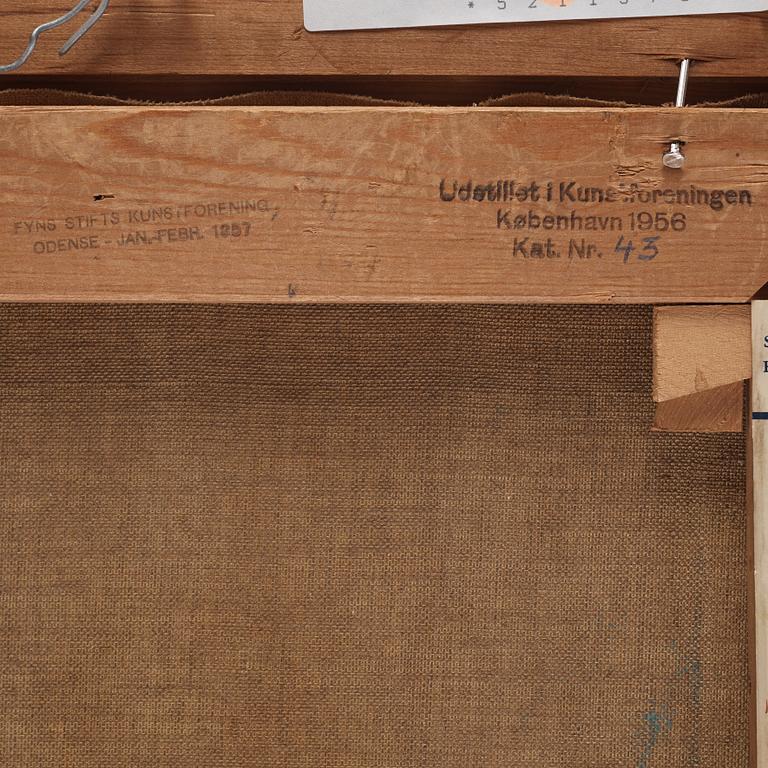 FYNS STIFTS KUNSTFORENING,
ODENSE - JAN.-FEBR. 1957
Udstillet i Kunstforeningen
København 1956
Kat. Nr. 43